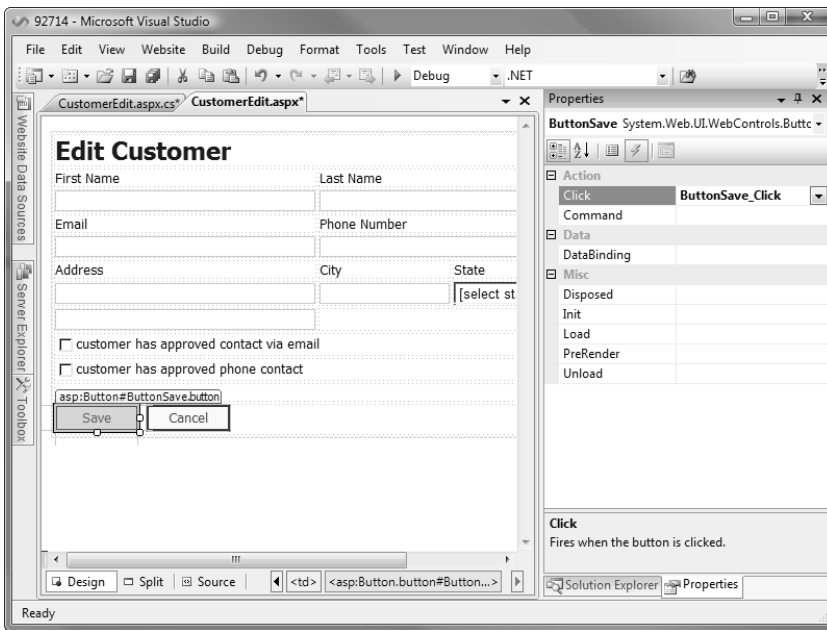 92714 - Microsoft Visual Studio
File Edit View Website Build Debug Format Tools Test Window Help
Debug .NET
CustomerEdit.aspx.cs* CustomerEdit.aspx*
Properties
ButtonSave System.Web.UI.WebControls.Buttc
Website Data Sources
Server Explorer
Toolbox
Edit Customer
First Name Last Name
Email Phone Number
Address City State
[select st
customer has approved contact via email
customer has approved phone contact
asp:Button#ButtonSave.button
Save Cancel
Action
Click ButtonSave_Click
Command
Data
DataBinding
Misc
Disposed
Init
Load
PreRender
Unload
Click
Fires when the button is clicked.
Design Split Source <td> <asp:Button.button#Button...>
Solution Explorer Properties
Ready